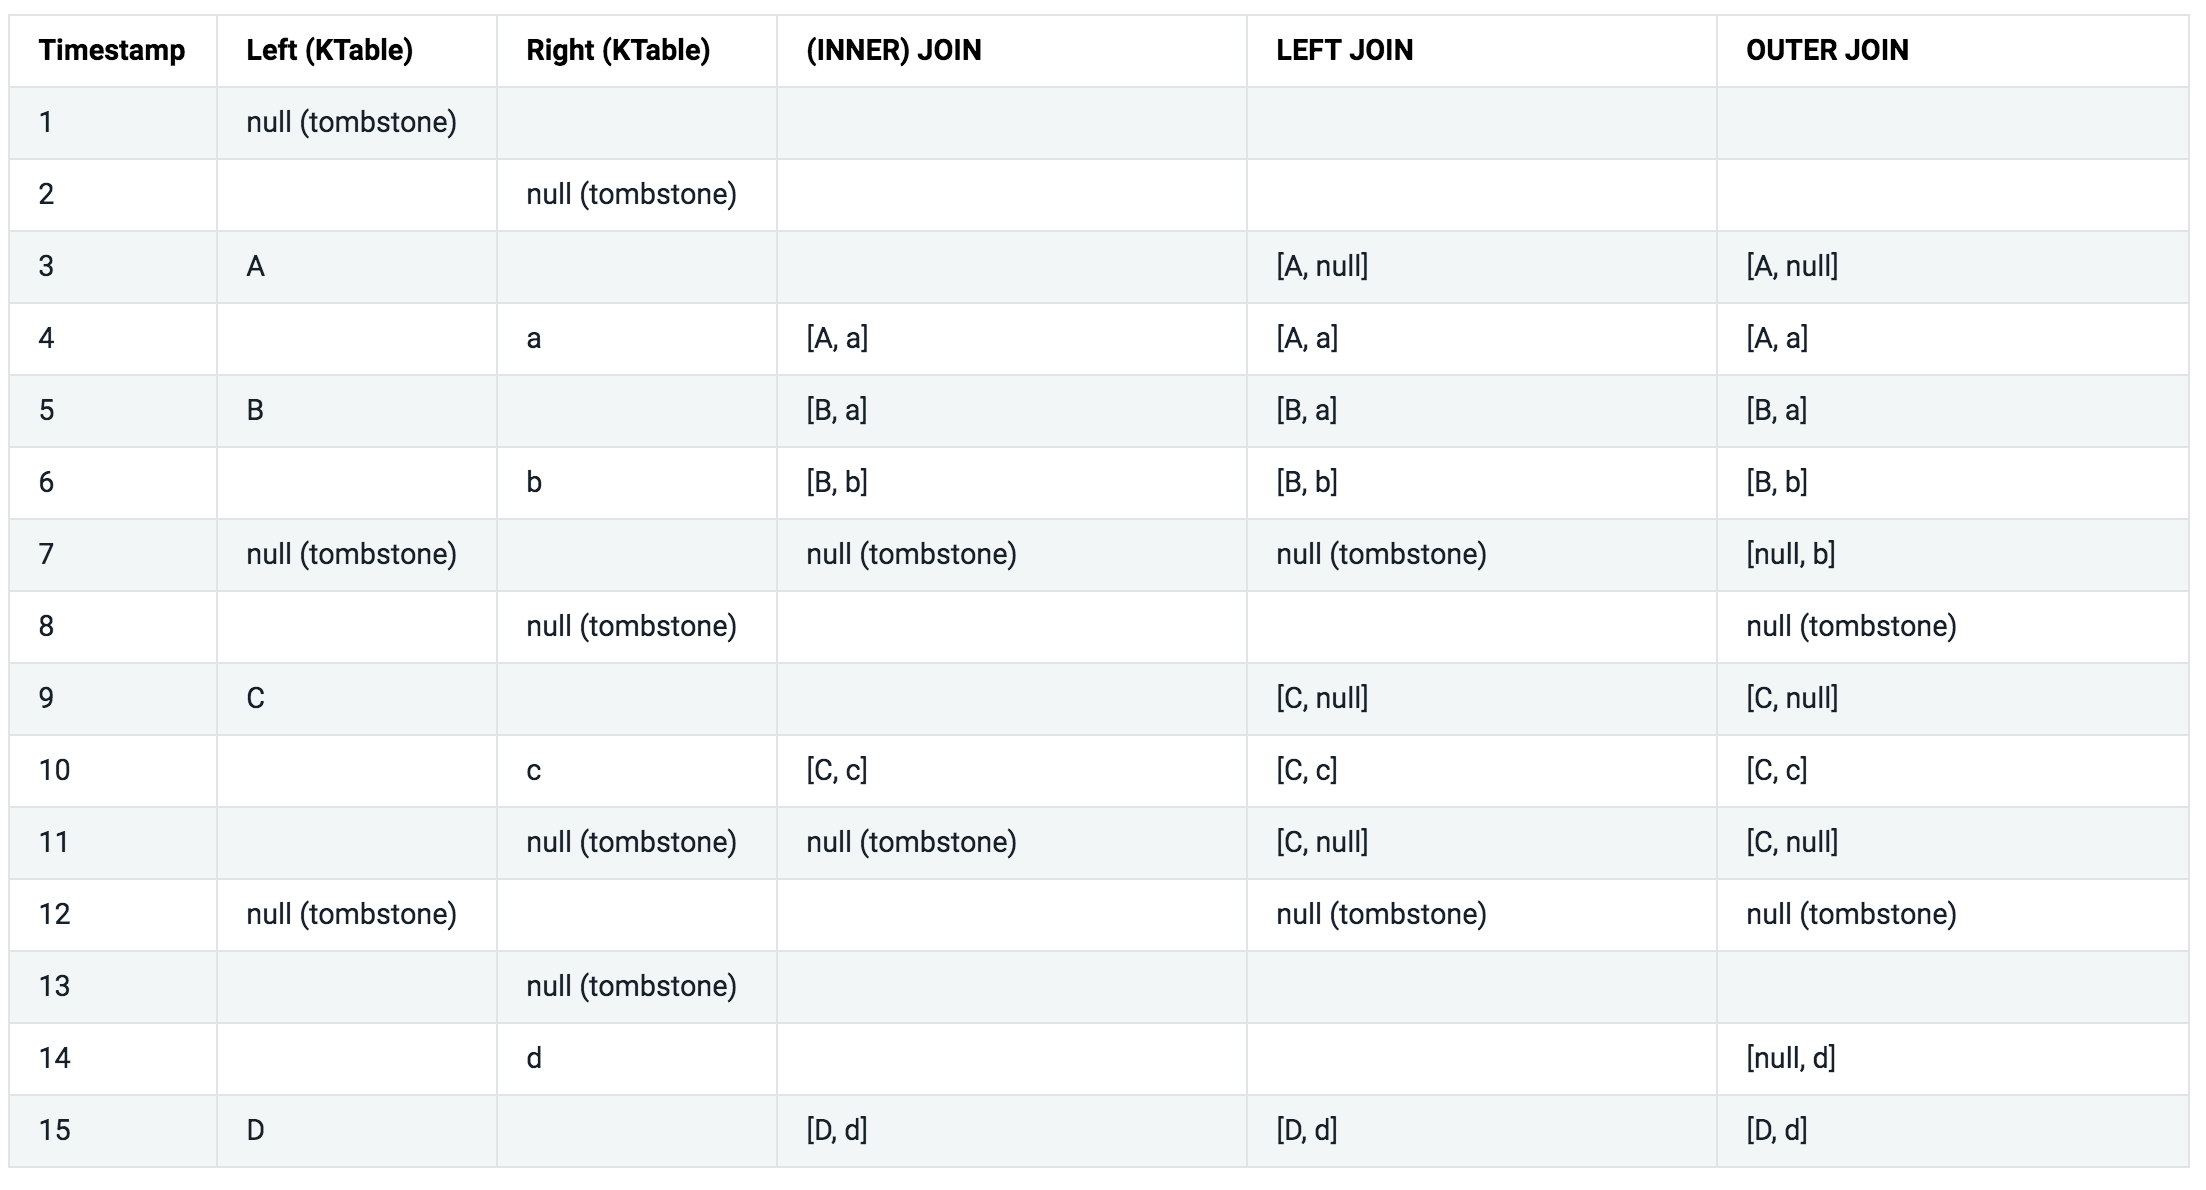 Timestamp Left (KTable) Right (KTable) (INNER) JOIN LEFT JOIN OUTER JOIN
1 null (tombstone)
2 null (tombstone)
3 A [A, null] [A, null]
4 a [A, a] [A, a] [A, a]
5 B [B, a] [B, a] [B, a]
6 b [B, b] [B, b] [B, b]
7 null (tombstone) null (tombstone) null (tombstone) [null, b]
8 null (tombstone) null (tombstone)
9 C [C, null] [C, null]
10 c [C, c] [C, c] [C, c]
11 null (tombstone) null (tombstone) [C, null] [C, null]
12 null (tombstone) null (tombstone) null (tombstone)
13 null (tombstone)
14 d [null, d]
15 D [D, d] [D, d] [D, d]